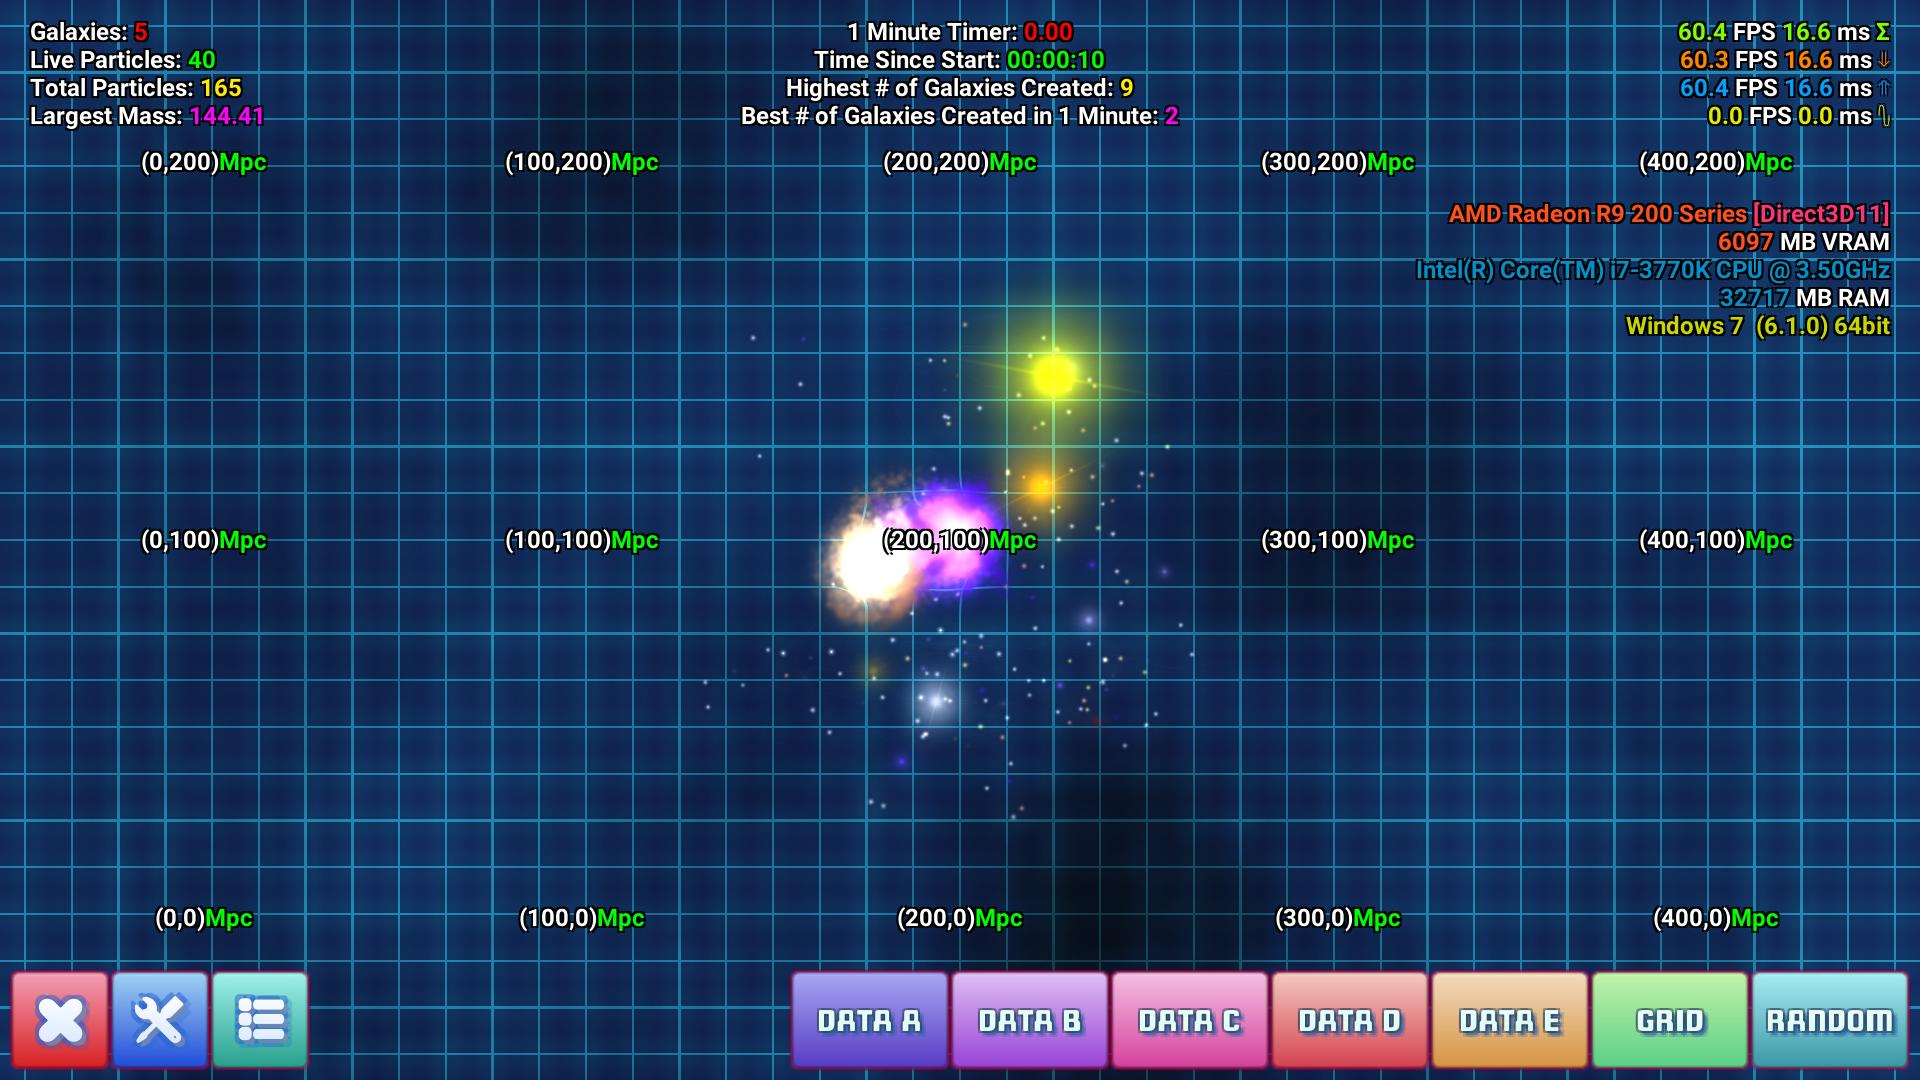 Galaxies: 5
Live Particles: 40
Total Particles: 165
Largest Mass: 144.41
1 Minute Timer: 0.00
Time Since Start: 00:00:10
Highest # of Galaxies Created: 9
Best # of Galaxies Created in 1 Minute: 2
60.4 FPS 16.6 ms Σ
60.3 FPS 16.6 ms ⇓
60.4 FPS 16.6 ms ⇑
0.0 FPS 0.0 ms
(0,200)Mpc (100,200)Mpc (200,200)Mpc (300,200)Mpc (400,200)Mpc
AMD Radeon R9 200 Series [Direct3D11]
6097 MB VRAM
Intel(R) Core(TM) i7-3770K CPU @ 3.50GHz
32717 MB RAM
Windows 7 (6.1.0) 64bit
(0,100)Mpc (100,100)Mpc (200,100)Mpc (300,100)Mpc (400,100)Mpc
(0,0)Mpc (100,0)Mpc (200,0)Mpc (300,0)Mpc (400,0)Mpc
DATA A DATA B DATA C DATA D DATA E GRID RANDOM